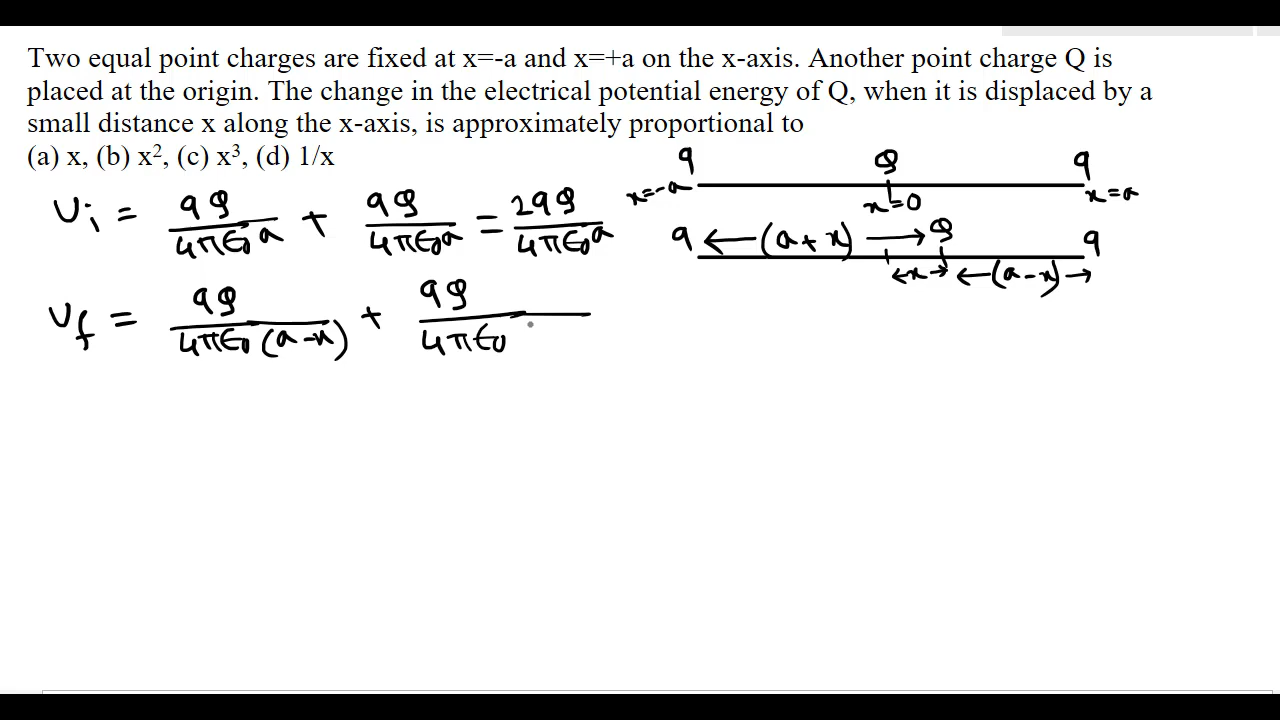 Two equal point charges are fixed at x=-a and x=+a on the x-axis. Another point charge Q is
placed at the origin. The change in the electrical potential energy of Q, when it is displaced by a
small distance x along the x-axis, is approximately proportional to
(a) x, (b) x², (c) x³, (d) 1/x
q Q q
x=-a x=0 x=a
Ui = qQ/4πε₀a + qQ/4πε₀a = 2qQ/4πε₀a
q ←(a+x)→ Q q
←x→ ←(a-x)→
Uf = qQ/4πε₀(a-x) + qQ/4πε₀